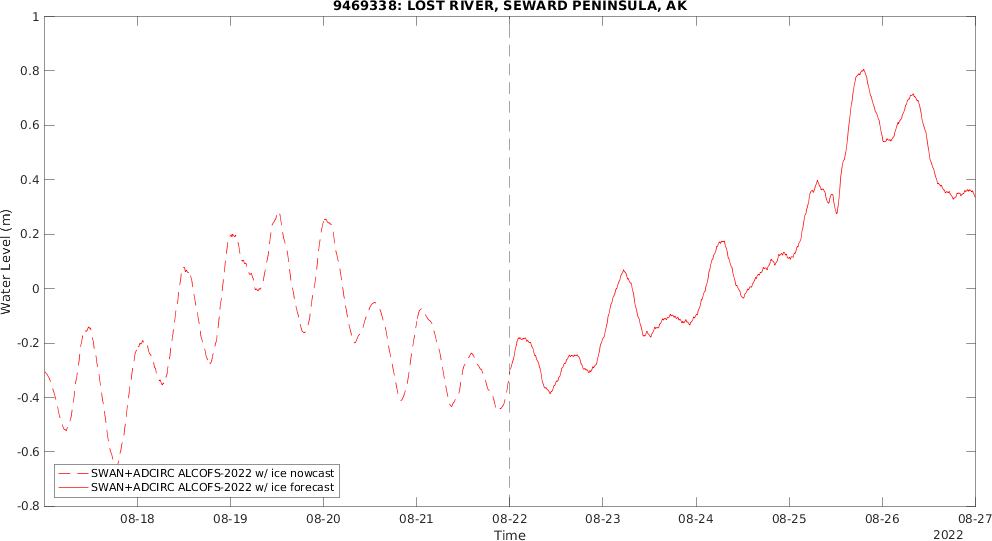 9469338: LOST RIVER, SEWARD PENINSULA, AK
1
0.8
0.6
0.4
0.2
0
-0.2
-0.4
-0.6
-0.8
Water Level (m)
SWAN+ADCIRC ALCOFS-2022 w/ ice nowcast
SWAN+ADCIRC ALCOFS-2022 w/ ice forecast
08-18 08-19 08-20 08-21 08-22 08-23 08-24 08-25 08-26 08-27
Time
2022